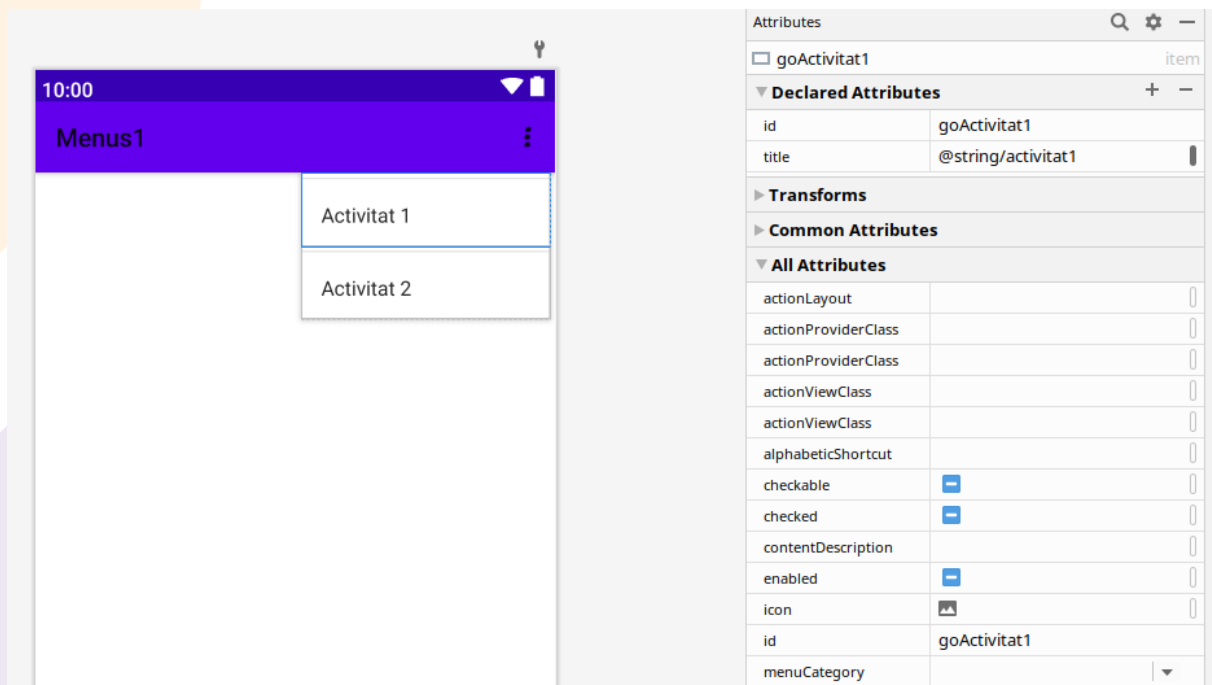 Attributes
goActivitat1 item
Declared Attributes
id goActivitat1
title @string/activitat1
Transforms
Common Attributes
All Attributes
actionLayout
actionProviderClass
actionProviderClass
actionViewClass
actionViewClass
alphabeticShortcut
checkable
checked
contentDescription
enabled
icon
id goActivitat1
menuCategory
10:00
Menus1
Activitat 1
Activitat 2